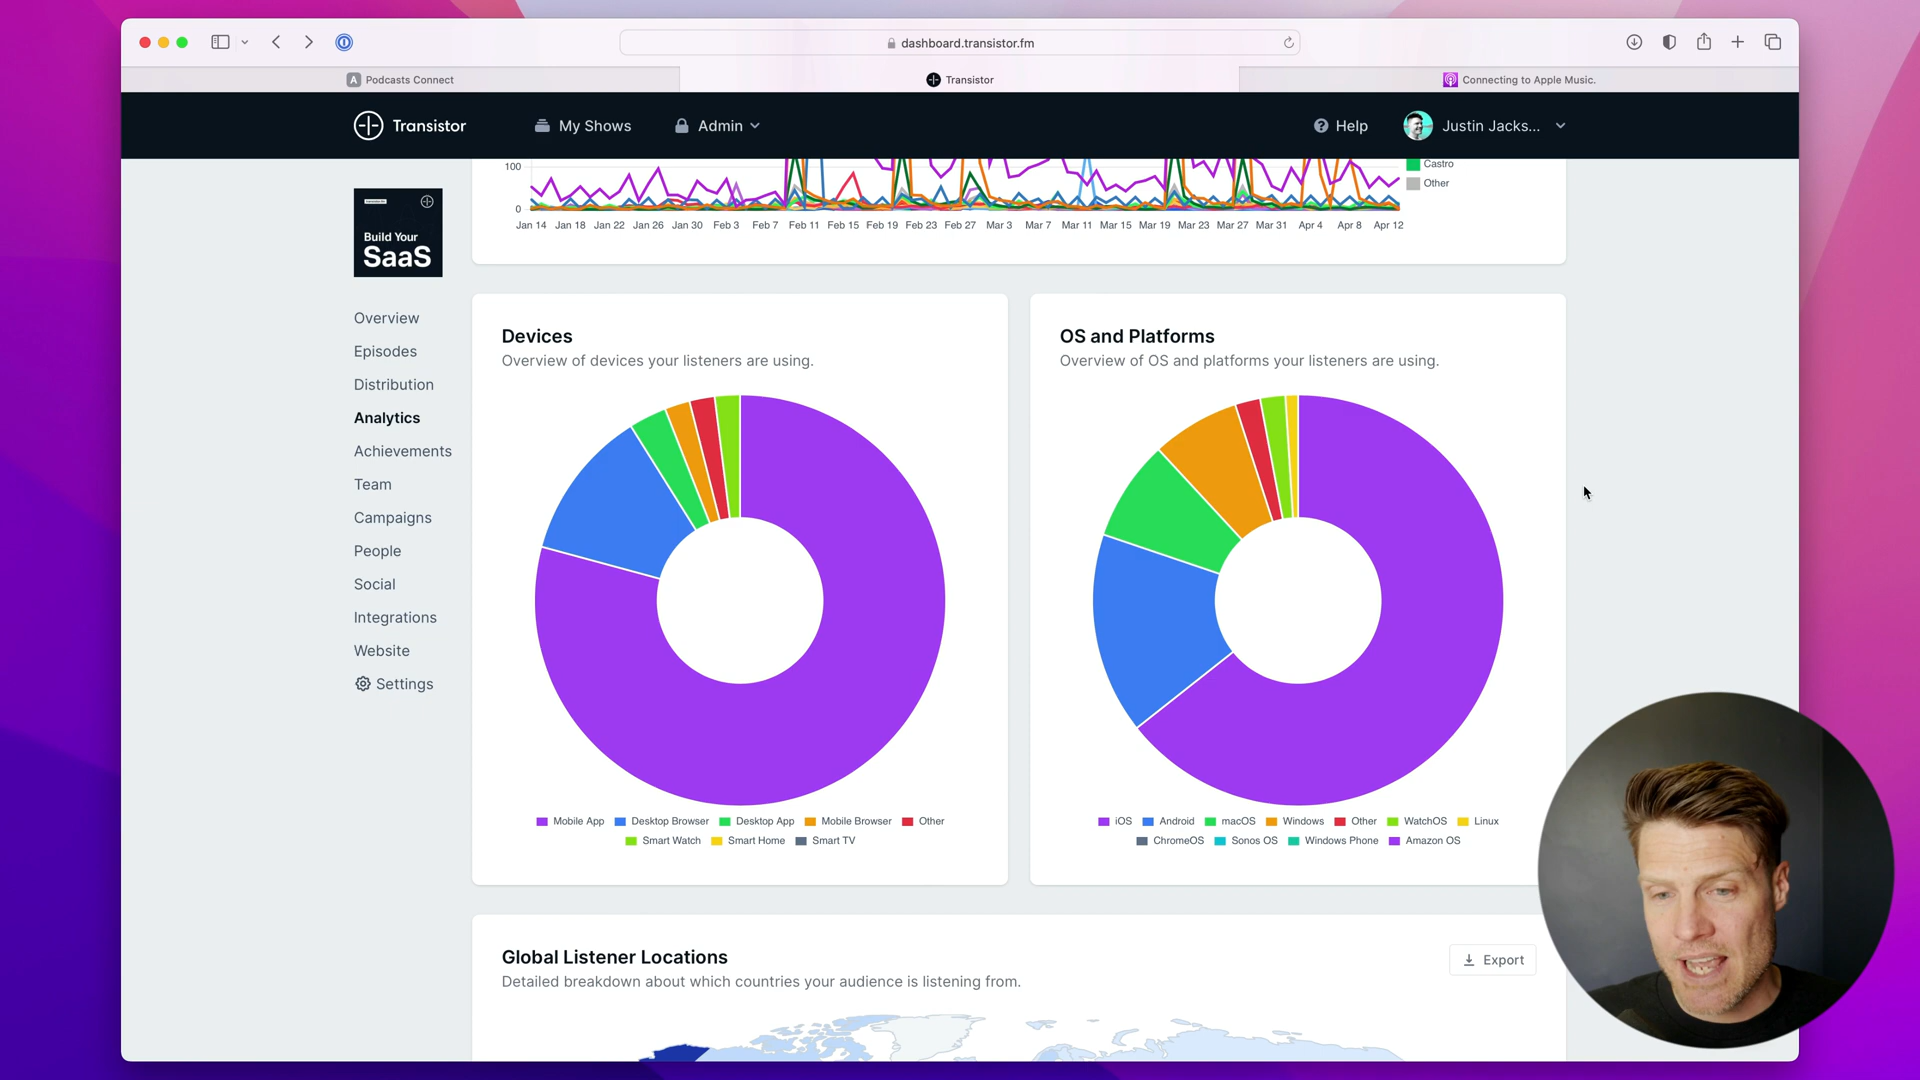 dashboard.transistor.fm
A Podcasts Connect
Transistor
Connecting to Apple Music.
Transistor
My Shows
Admin
Help
Justin Jacks...
100
0
Castro
Other
Jan 14 Jan 18 Jan 22 Jan 26 Jan 30 Feb 3 Feb 7 Feb 11 Feb 15 Feb 19 Feb 23 Feb 27 Mar 3 Mar 7 Mar 11 Mar 15 Mar 19 Mar 23 Mar 27 Mar 31 Apr 4 Apr 8 Apr 12
Build Your
SaaS
Overview
Episodes
Distribution
Analytics
Achievements
Team
Campaigns
People
Social
Integrations
Website
Settings
Devices
Overview of devices your listeners are using.
Mobile App Desktop Browser Desktop App Mobile Browser Other
Smart Watch Smart Home Smart TV
OS and Platforms
Overview of OS and platforms your listeners are using.
iOS Android macOS Windows Other WatchOS Linux
ChromeOS Sonos OS Windows Phone Amazon OS
Global Listener Locations
Detailed breakdown about which countries your audience is listening from.
Export